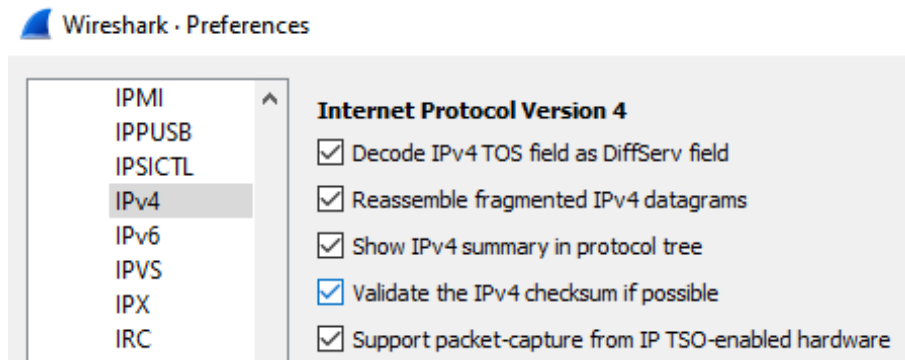 Wireshark · Preferences
IPMI
IPPUSB
IPSICTL
IPv4
IPv6
IPVS
IPX
IRC
Internet Protocol Version 4
Decode IPv4 TOS field as DiffServ field
Reassemble fragmented IPv4 datagrams
Show IPv4 summary in protocol tree
Validate the IPv4 checksum if possible
Support packet-capture from IP TSO-enabled hardware